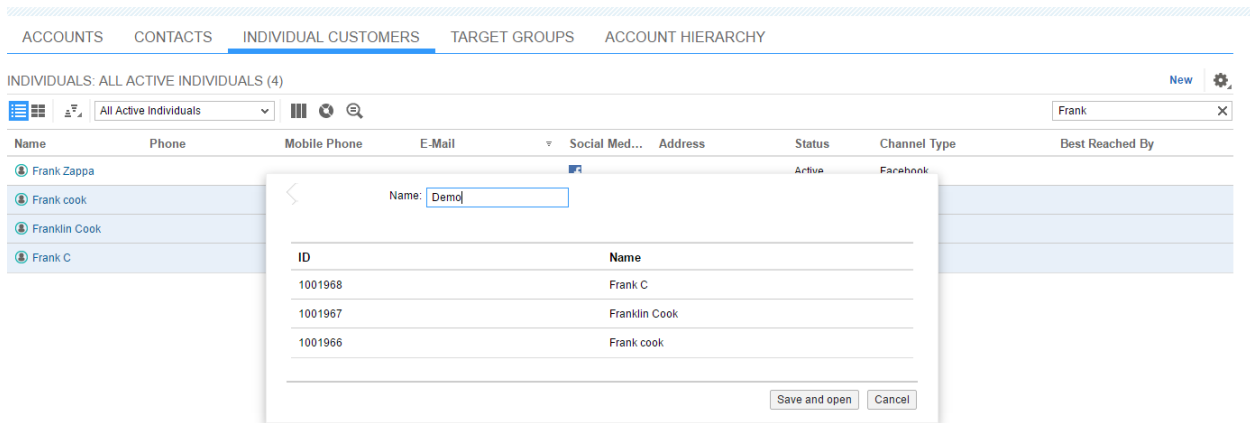 ACCOUNTS CONTACTS INDIVIDUAL CUSTOMERS TARGET GROUPS ACCOUNT HIERARCHY
INDIVIDUALS: ALL ACTIVE INDIVIDUALS (4) New
All Active Individuals Frank
Name Phone Mobile Phone E-Mail Social Med... Address Status Channel Type Best Reached By
Frank Zappa Active Facebook
Frank cook
Franklin Cook
Frank C
Name: Demo
ID Name
1001968 Frank C
1001967 Franklin Cook
1001966 Frank cook
Save and open Cancel